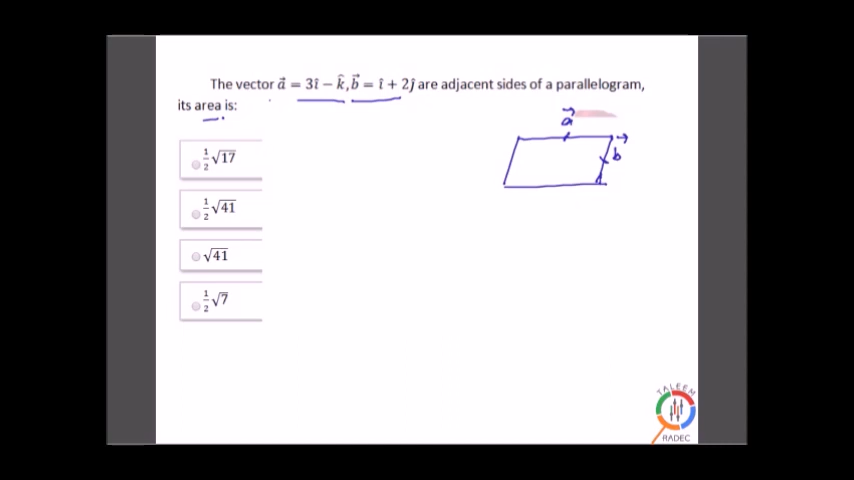 The vector a⃗ = 3î − k̂, b⃗ = î + 2ĵ are adjacent sides of a parallelogram,
its area is:
a⃗
b⃗
½√17
½√41
√41
½√7
TALEEM
RADEC